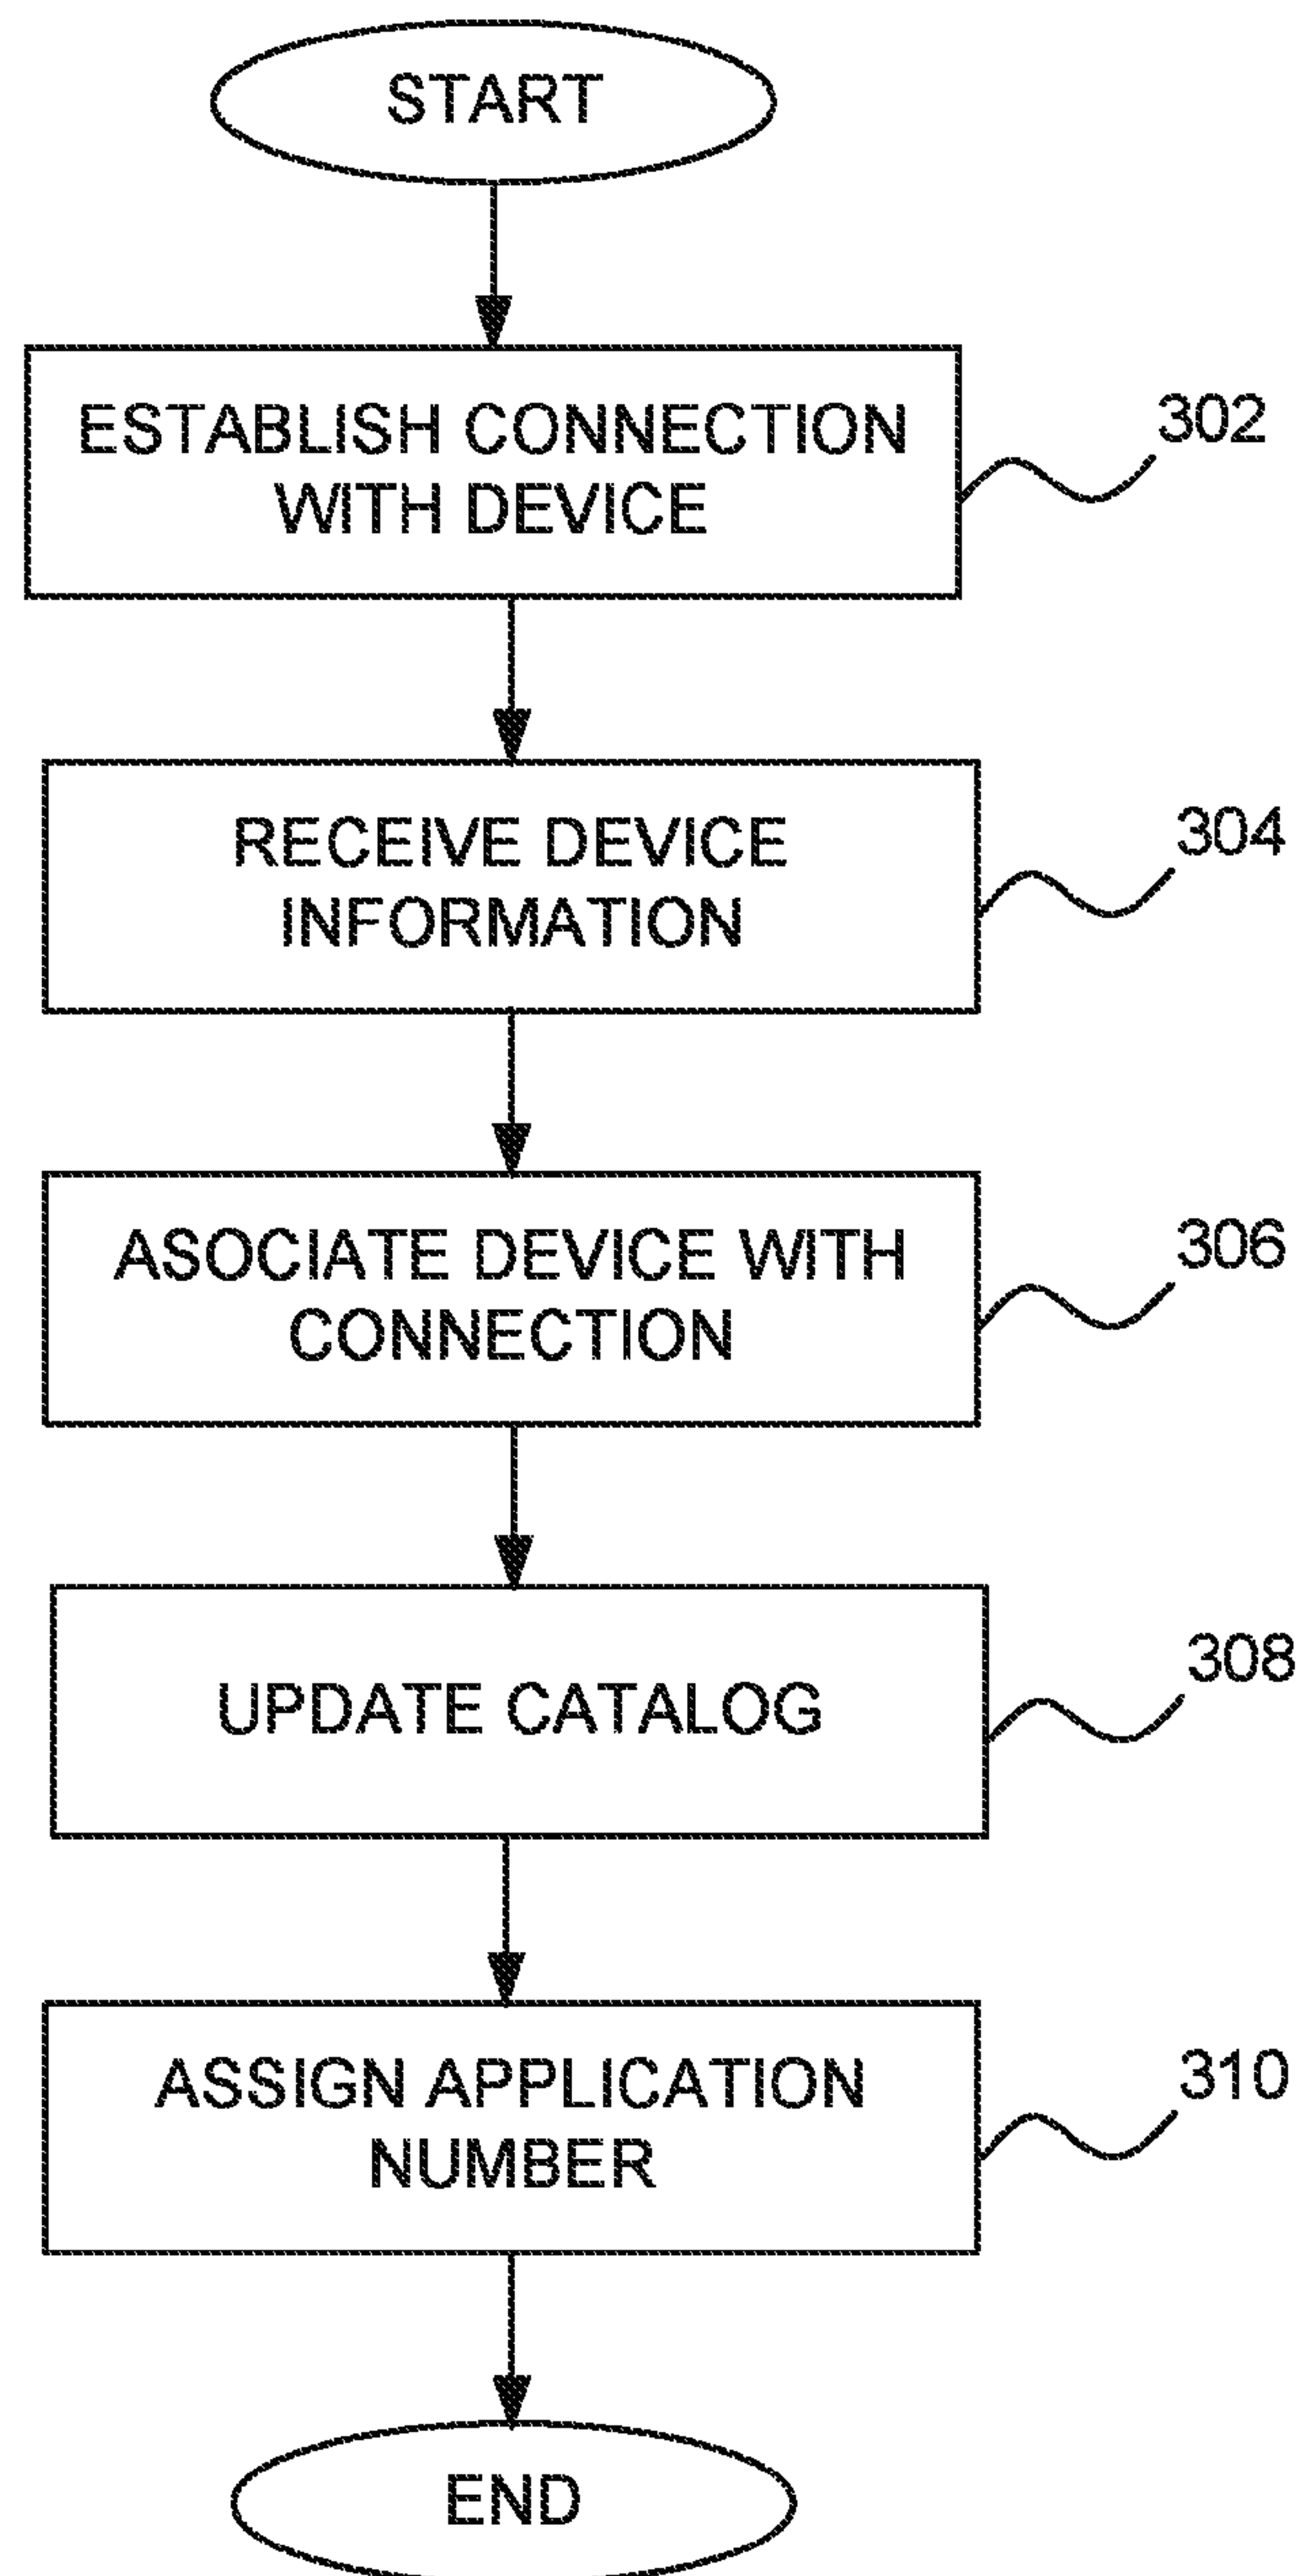 START
ESTABLISH CONNECTION
WITH DEVICE
302
RECEIVE DEVICE
INFORMATION
304
ASOCIATE DEVICE WITH
CONNECTION
306
UPDATE CATALOG
308
ASSIGN APPLICATION
NUMBER
310
END